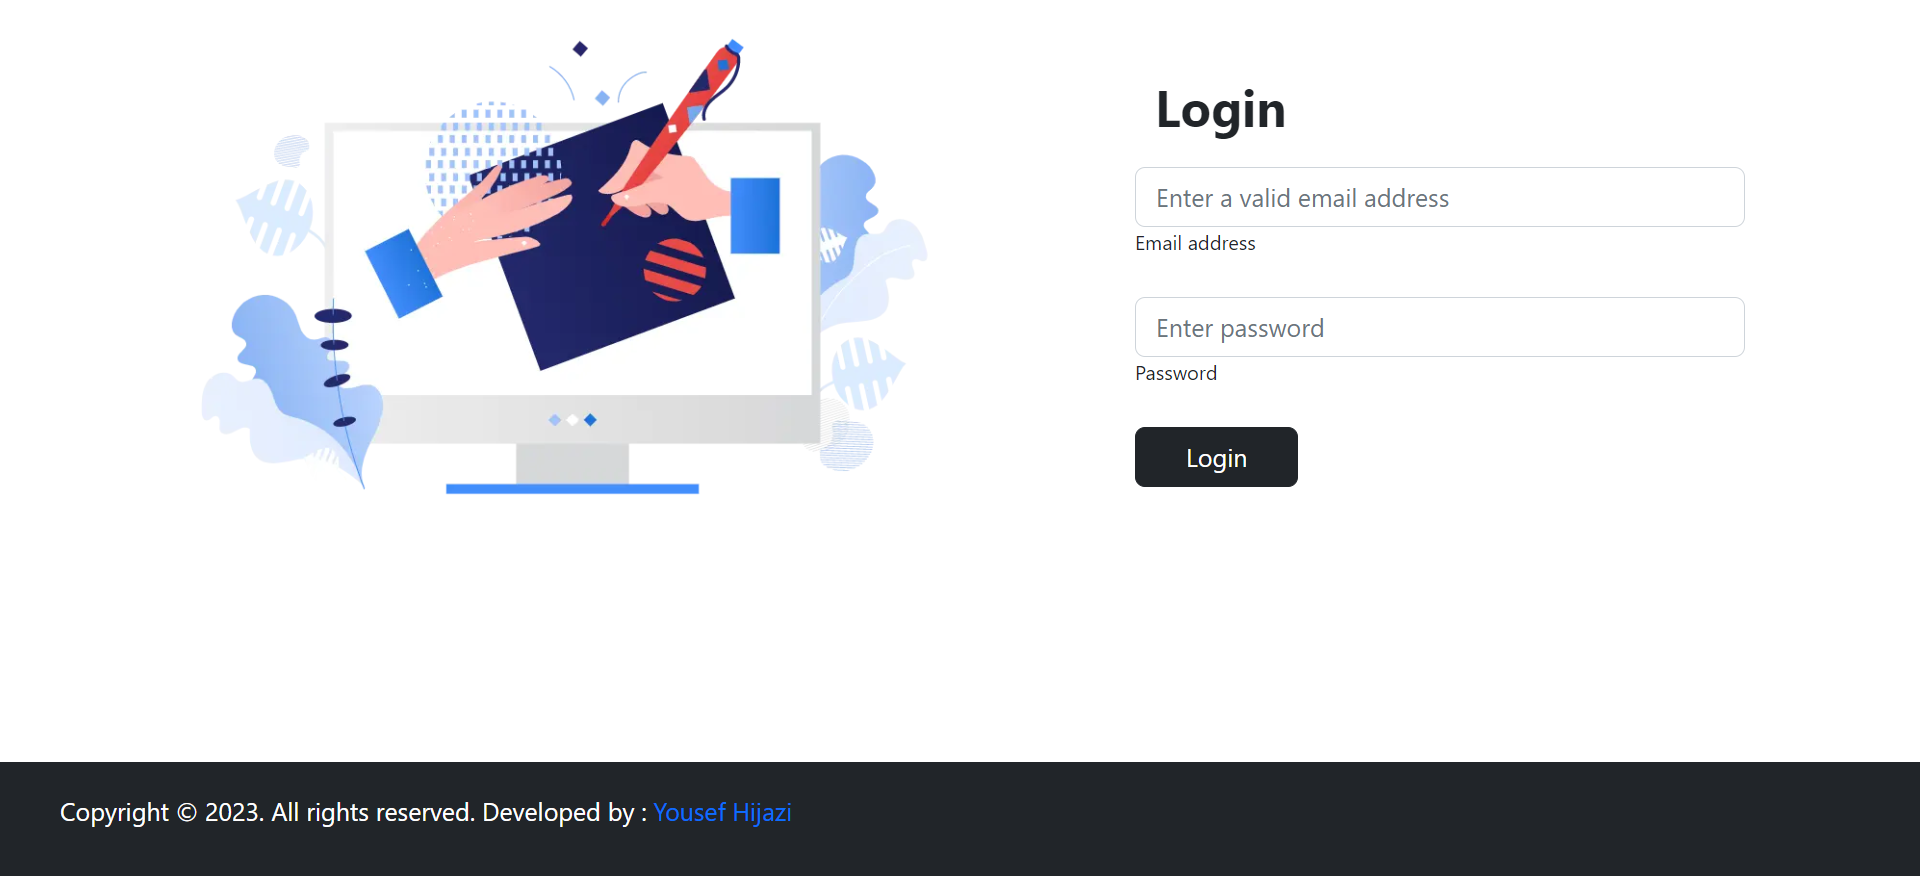 Login
Enter a valid email address
Email address
Enter password
Password
Login
Copyright © 2023. All rights reserved. Developed by : Yousef Hijazi